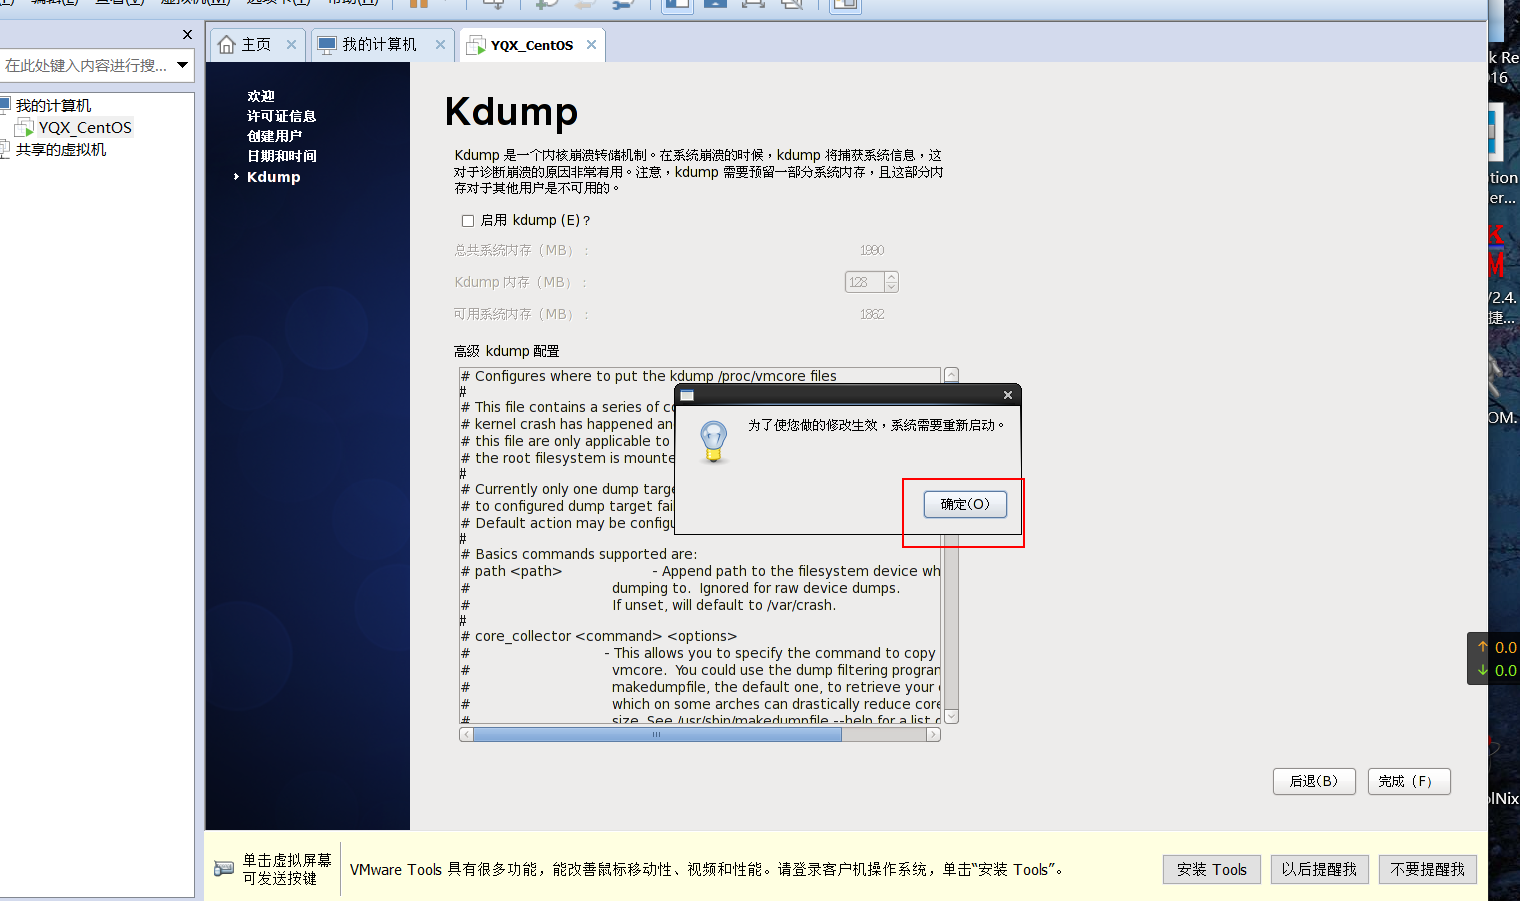 主页
我的计算机
YQX_CentOS
在此处键入内容进行搜...
我的计算机
YQX_CentOS
共享的虚拟机
欢迎
许可证信息
创建用户
日期和时间
Kdump
Kdump
Kdump 是一个内核崩溃转储机制。在系统崩溃的时候，kdump 将捕获系统信息，这
对于诊断崩溃的原因非常有用。注意，kdump 需要预留一部分系统内存，且这部分内
存对于其他用户是不可用的。
启用 kdump (E)？
总共系统内存（MB）： 1990
Kdump 内存（MB）： 128
可用系统内存（MB）： 1862
高级 kdump 配置
# Configures where to put the kdump /proc/vmcore files
#
# This file contains a series of co
# kernel crash has happened an
# this file are only applicable to
# the root filesystem is mounte
#
# Currently only one dump targe
# to configured dump target fai
# Default action may be configu
#
# Basics commands supported are:
# path <path> - Append path to the filesystem device wh
# dumping to. Ignored for raw device dumps.
# If unset, will default to /var/crash.
#
# core_collector <command> <options>
# - This allows you to specify the command to copy
# vmcore. You could use the dump filtering program
# makedumpfile, the default one, to retrieve your
# which on some arches can drastically reduce core
# size. See /usr/sbin/makedumpfile --help for a list
为了使您做的修改生效，系统需要重新启动。
确定(O)
后退(B)
完成（F）
单击虚拟屏幕
可发送按键
VMware Tools 具有很多功能，能改善鼠标移动性、视频和性能。请登录客户机操作系统，单击“安装 Tools”。
安装 Tools
以后提醒我
不要提醒我
k Re
016
tion
er...
K
M
V2.4.
捷...
OM.
↑ 0.0
↓ 0.0
olNix